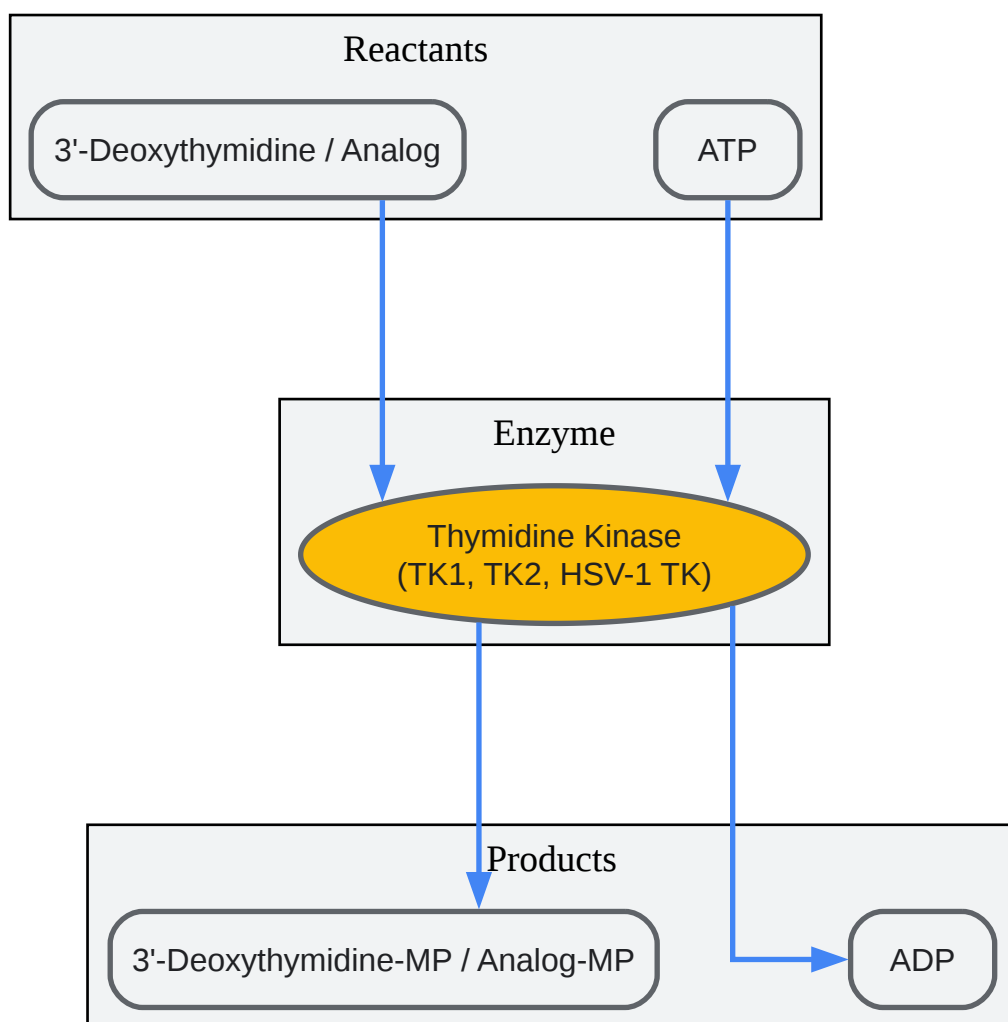 Reactants
3'-Deoxythymidine / Analog
ATP
Enzyme
Thymidine Kinase
(TK1, TK2, HSV-1 TK)
Products
3'-Deoxythymidine-MP / Analog-MP
ADP